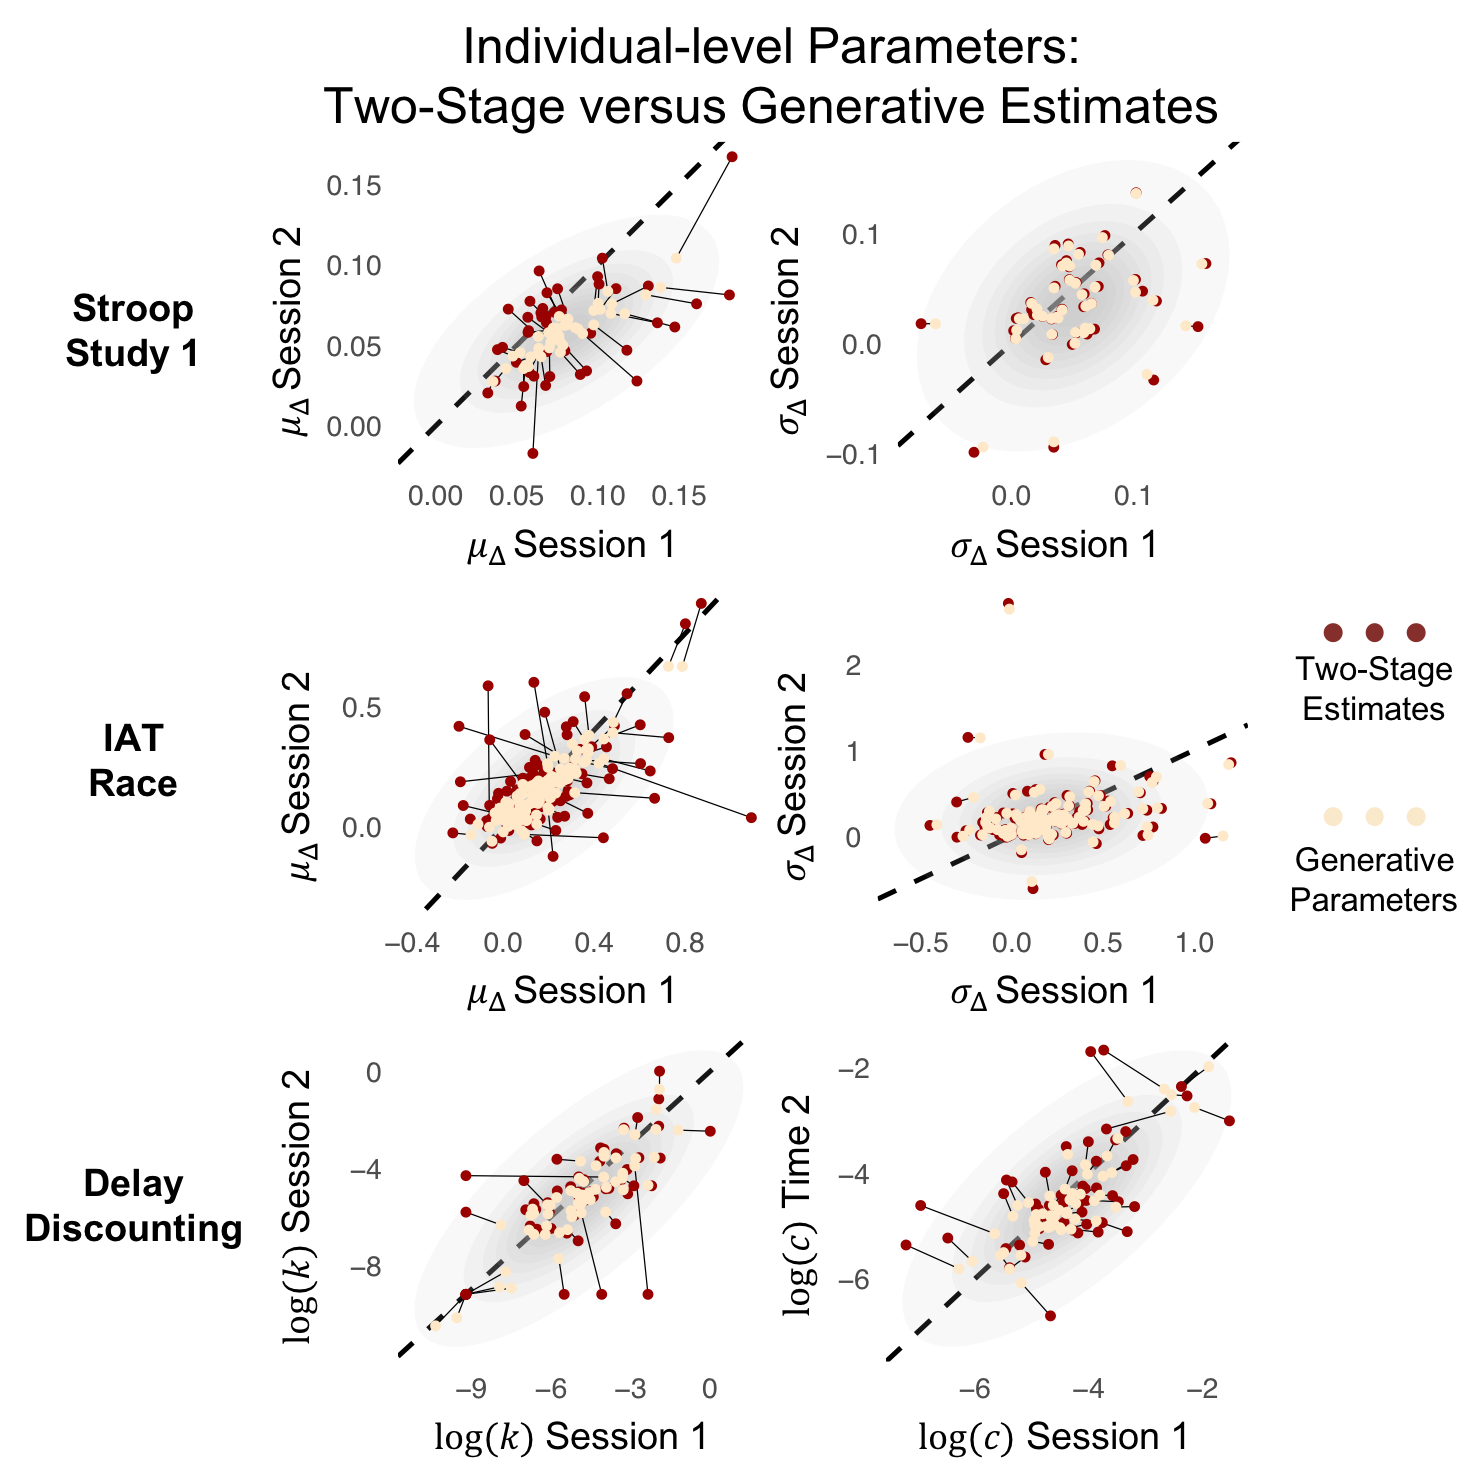 Individual-level Parameters:
Two-Stage versus Generative Estimates
Stroop
Study 1
μΔ Session 2
0.15
0.10
0.05
0.00
0.00 0.05 0.10 0.15
μΔ Session 1
σΔ Session 2
0.1
0.0
−0.1
0.0 0.1
σΔ Session 1
IAT
Race
μΔ Session 2
0.5
0.0
−0.4 0.0 0.4 0.8
μΔ Session 1
σΔ Session 2
2
1
0
−0.5 0.0 0.5 1.0
σΔ Session 1
Two-Stage
Estimates
Generative
Parameters
Delay
Discounting
log(k) Session 2
0
−4
−8
−9 −6 −3 0
log(k) Session 1
log(c) Time 2
−2
−4
−6
−6 −4 −2
log(c) Session 1